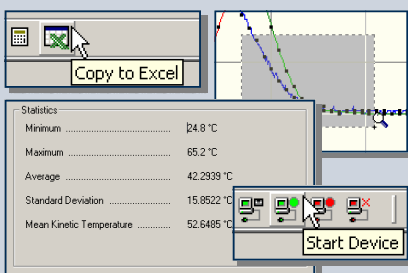 Copy to Excel
Statistics
Minimum ........................... 24.8 °C
Maximum ........................... 65.2 °C
Average ............................ 42.2939 °C
Standard Deviation ............... 15.8522 °C
Mean Kinetic Temperature ....... 52.6485 °C
Start Device